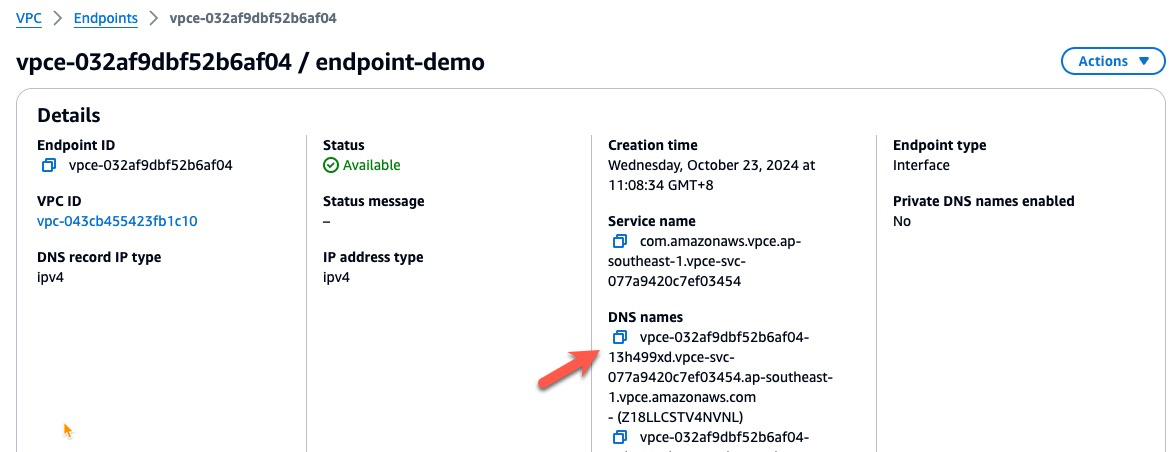 VPC > Endpoints > vpce-032af9dbf52b6af04
vpce-032af9dbf52b6af04 / endpoint-demo
Actions
Details
Endpoint ID
vpce-032af9dbf52b6af04
VPC ID
vpc-043cb455423fb1c10
DNS record IP type
ipv4
Status
Available
Status message
–
IP address type
ipv4
Creation time
Wednesday, October 23, 2024 at
11:08:34 GMT+8
Service name
com.amazonaws.vpce.ap-
southeast-1.vpce-svc-
077a9420c7ef03454
DNS names
vpce-032af9dbf52b6af04-
13h499xd.vpce-svc-
077a9420c7ef03454.ap-southeast-
1.vpce.amazonaws.com
- (Z18LLCSTV4NVNL)
vpce-032af9dbf52b6af04-
Endpoint type
Interface
Private DNS names enabled
No